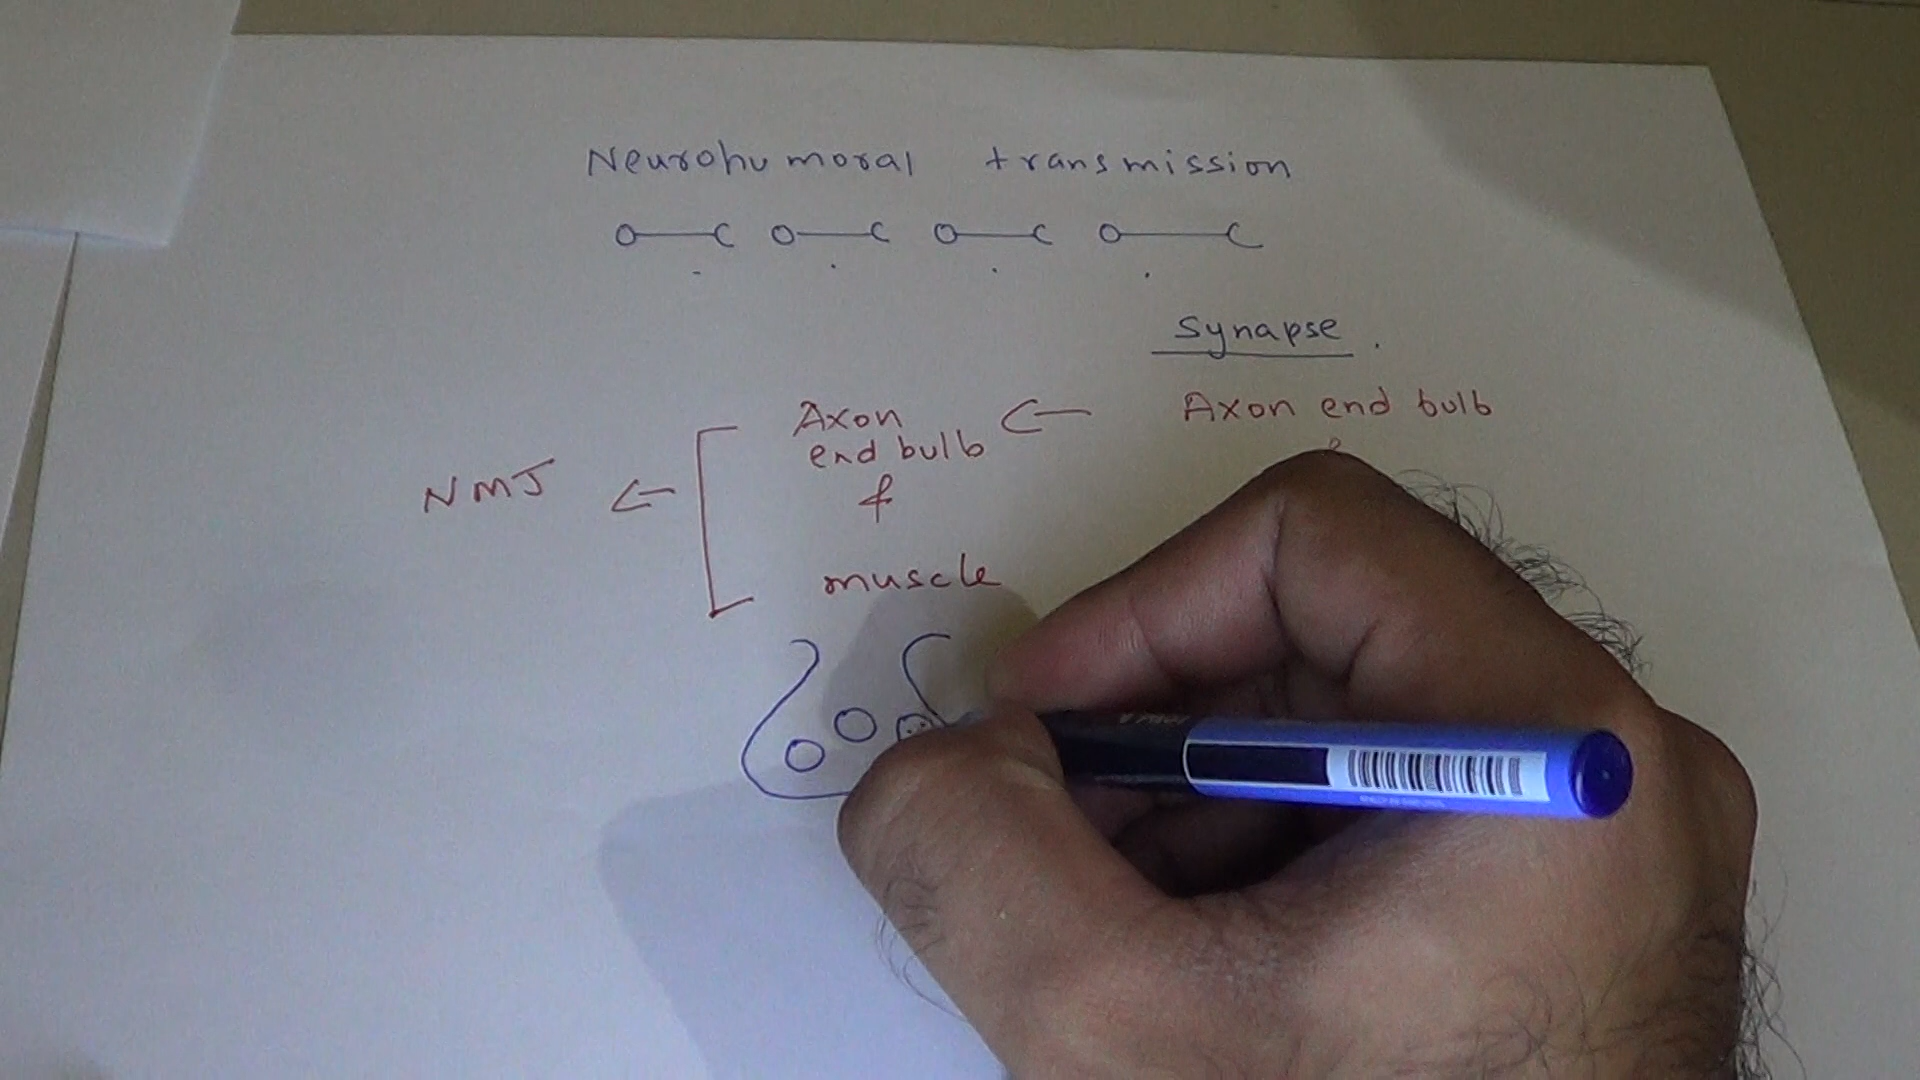 Neurohumoral transmission
Synapse.
Axon end bulb
Axon
end bulb
&
muscle
NMJ